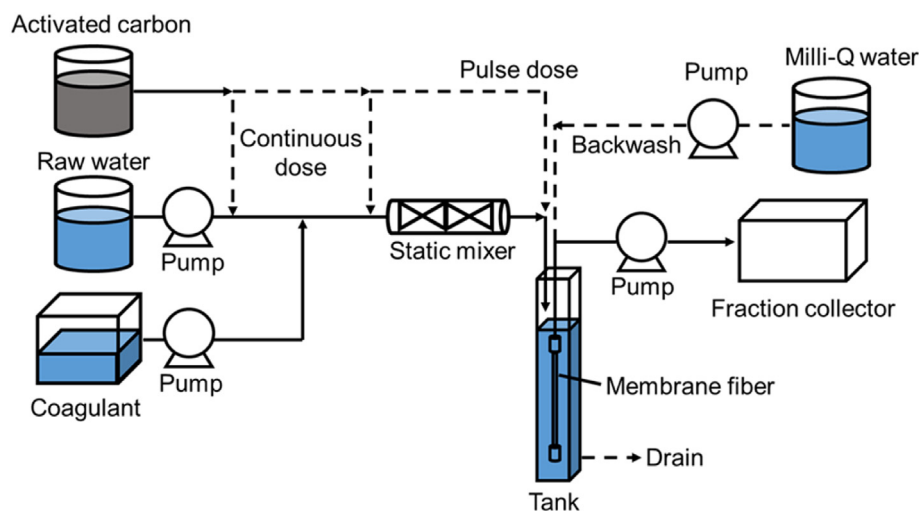 Activated carbon
Pulse dose
Pump
Milli-Q water
Continuous
dose
Backwash
Raw water
Pump
Static mixer
Pump
Fraction collector
Pump
Coagulant
Membrane fiber
Drain
Tank